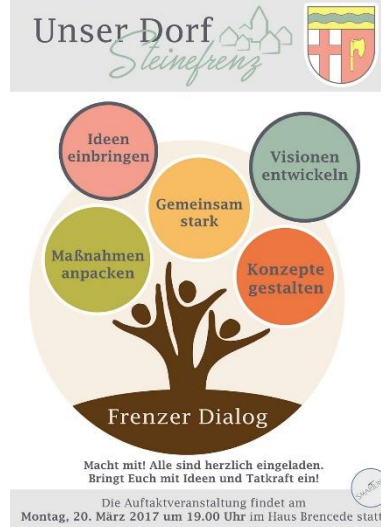 Unser Dorf
Steinefrenz
Ideen
einbringen
Visionen
entwickeln
Gemeinsam
stark
Maßnahmen
anpacken
Konzepte
gestalten
Frenzer Dialog
Macht mit! Alle sind herzlich eingeladen.
Bringt Euch mit Ideen und Tatkraft ein!
Die Auftaktveranstaltung findet am
Montag, 20. März 2017 um 19.00 Uhr im Haus Brencede statt